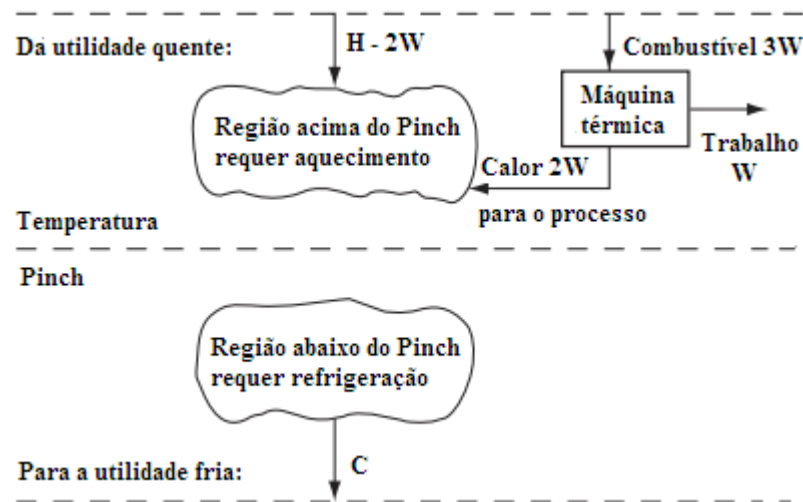 Da utilidade quente:
H - 2W
Combustível 3W
Região acima do Pinch
requer aquecimento
Máquina
térmica
Trabalho
W
Calor 2W
para o processo
Temperatura
Pinch
Região abaixo do Pinch
requer refrigeração
Para a utilidade fria:
C